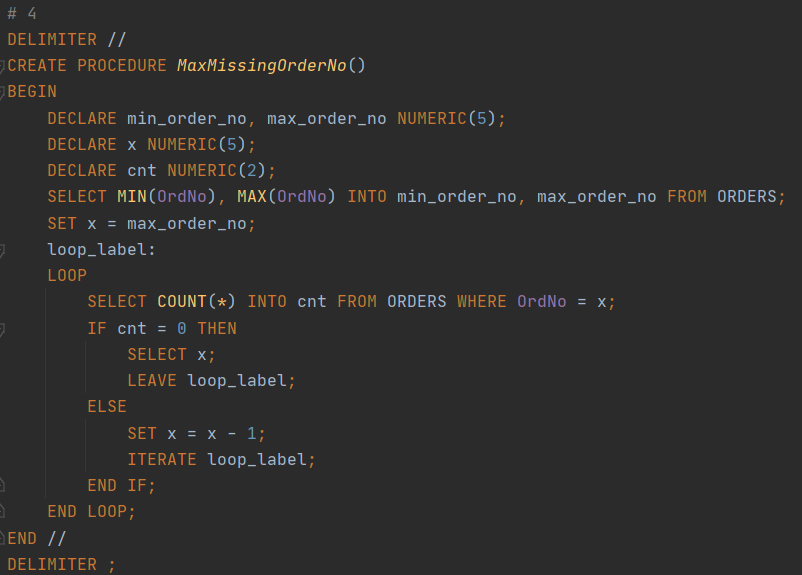 # 4
DELIMITER //
CREATE PROCEDURE MaxMissingOrderNo()
BEGIN
    DECLARE min_order_no, max_order_no NUMERIC(5);
    DECLARE x NUMERIC(5);
    DECLARE cnt NUMERIC(2);
    SELECT MIN(OrdNo), MAX(OrdNo) INTO min_order_no, max_order_no FROM ORDERS;
    SET x = max_order_no;
    loop_label:
    LOOP
        SELECT COUNT(*) INTO cnt FROM ORDERS WHERE OrdNo = x;
        IF cnt = 0 THEN
            SELECT x;
            LEAVE loop_label;
        ELSE
            SET x = x - 1;
            ITERATE loop_label;
        END IF;
    END LOOP;
END //
DELIMITER ;